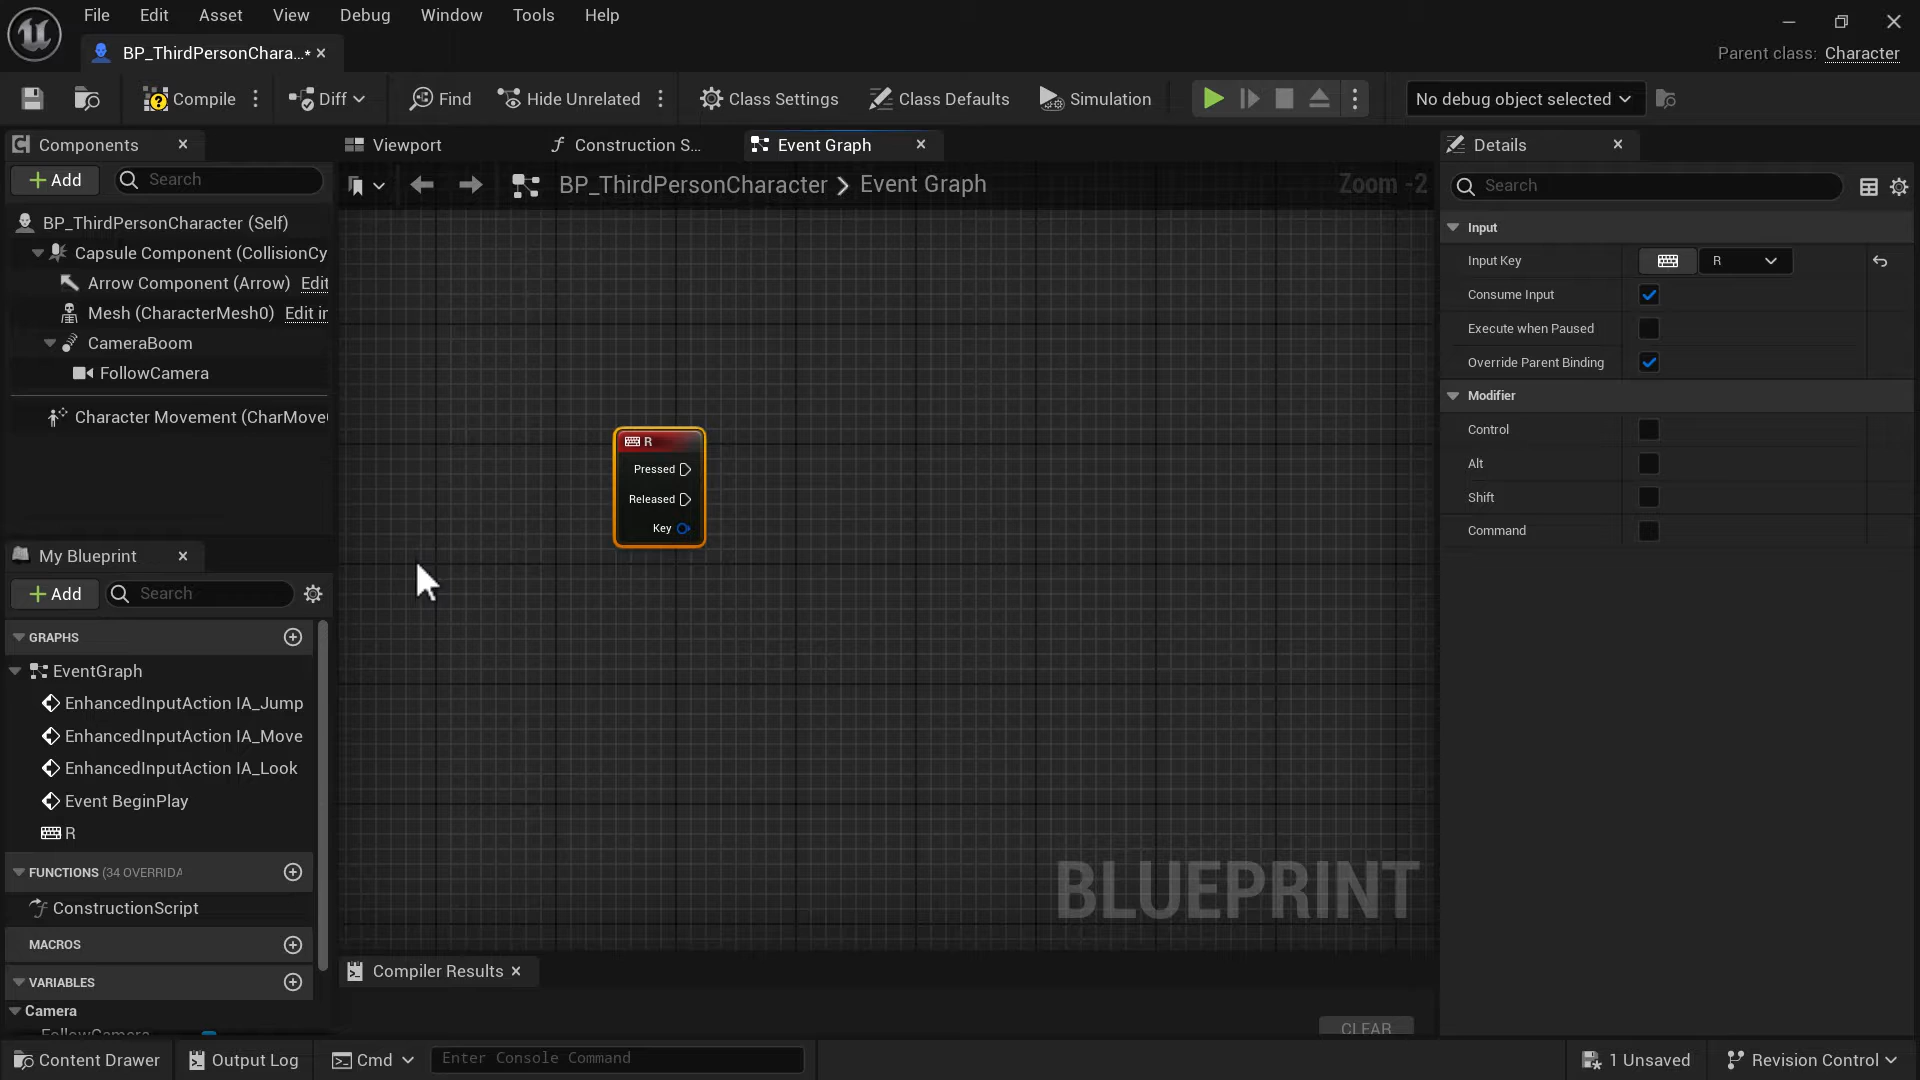 File Edit Asset View Debug Window Tools Help
BP_ThirdPersonChara...*
Parent class: Character
Compile
Diff
Find
Hide Unrelated
Class Settings
Class Defaults
Simulation
No debug object selected
Components
Add
Search
BP_ThirdPersonCharacter (Self)
Capsule Component (CollisionCy
Arrow Component (Arrow) Edit
Mesh (CharacterMesh0) Edit in
CameraBoom
FollowCamera
Character Movement (CharMove
My Blueprint
Add
Search
GRAPHS
EventGraph
EnhancedInputAction IA_Jump
EnhancedInputAction IA_Move
EnhancedInputAction IA_Look
Event BeginPlay
R
FUNCTIONS (34 OVERRIDA
ConstructionScript
MACROS
VARIABLES
Camera
FollowCamera
Viewport
Construction S...
Event Graph
BP_ThirdPersonCharacter > Event Graph
Zoom -2
R
Pressed
Released
Key
BLUEPRINT
Compiler Results
CLEAR
Details
Search
Input
Input Key R
Consume Input
Execute when Paused
Override Parent Binding
Modifier
Control
Alt
Shift
Command
Content Drawer
Output Log
Cmd
Enter Console Command
1 Unsaved
Revision Control